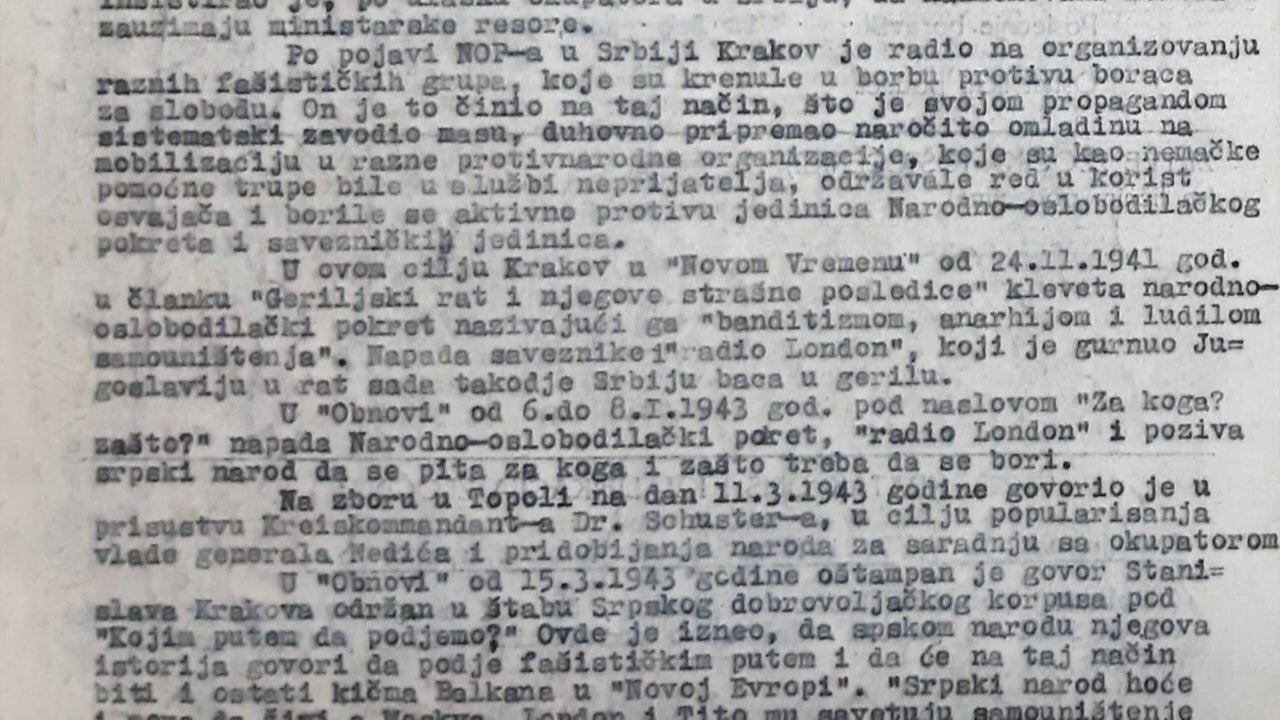 zauzimaju ministarske resore.
Po pojavi NOP-a u Srbiji Krakov je radio na organizovanju
raznih fašističkih grupa, koje su krenule u borbu protivu boraca
za slobodu. On je to činio na taj način, što je svojom propagandom
sistematski zavodio masu, duhovno pripremao naročito omladinu na
mobilizaciju u razne protivnarodne organizacije, koje su kao nemačke
pomoćne trupe bile u službi neprijatelja, održavale red u korist
osvajača i borile se aktivno protivu jedinica Narodno-oslobodilačkog
pokreta i savezničkih jedinica.
U ovom cilju Krakov u "Novom Vremenu" od 24.11.1941 god.
u članku "Geriljski rat i njegove strašne posledice" kleveta narodno-
oslobodilački pokret nazivajući ga "banditizmom, anarhijom i ludilom
samouništenja". Napada saveznike i "radio London", koji je gurnuo Ju=
goslaviju u rat sada takodje Srbiju baca u gerilu.
U "Obnovi" od 6.do 8.I.1943 god. pod naslovom "Za koga?
zašto?" napada Narodno-oslobodilački pokret, "radio London" i poziva
srpski narod da se pita za koga i zašto treba da se bori.
Na zboru u Topoli na dan 11.3.1943 godine govorio je u
prisustvu Kreiskommandant-a Dr. Schuster-a, u cilju popularisanja
vlade generala Nedića i pridobijanja naroda za saradnju sa okupatorom
U "Obnovi" od 15.3.1943 godine oštampan je govor Stani=
slava Krakova održan u štabu Srpskog dobrovoljačkog korpusa pod
"Kojim putem da podjemo?" Ovde je izneo, da spskom narodu njegova
istorija govori da podje fašističkim putem i da će na taj način
biti i ostati kičma Balkana u "Novoj Evropi". "Srpski narod hoće